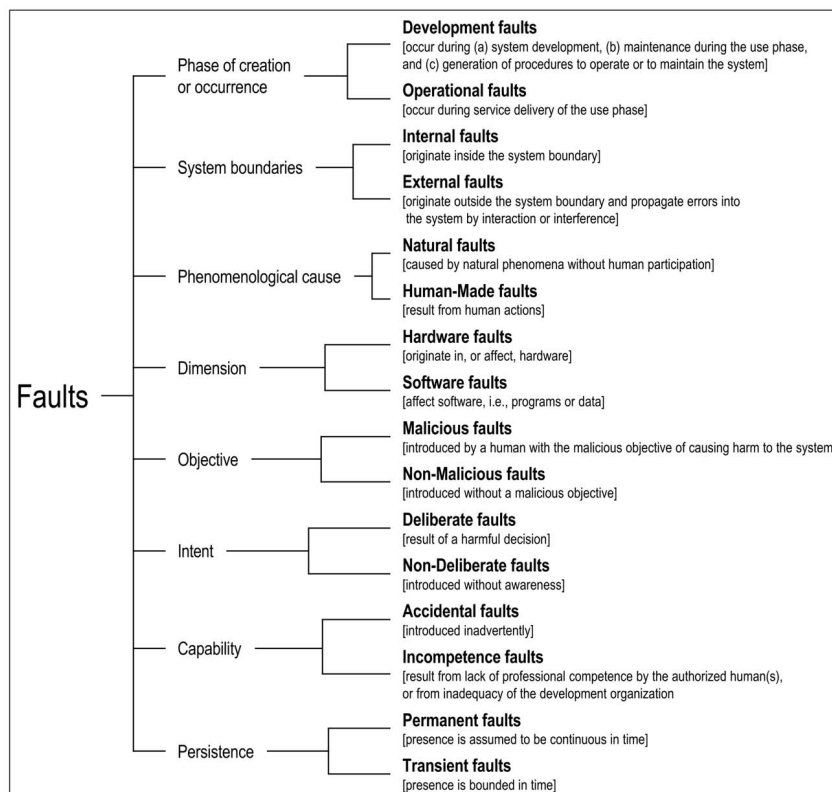 Faults
Phase of creation
or occurrence
Development faults
[occur during (a) system development, (b) maintenance during the use phase,
and (c) generation of procedures to operate or to maintain the system]
Operational faults
[occur during service delivery of the use phase]
System boundaries
Internal faults
[originate inside the system boundary]
External faults
[originate outside the system boundary and propagate errors into
the system by interaction or interference]
Phenomenological cause
Natural faults
[caused by natural phenomena without human participation]
Human-Made faults
[result from human actions]
Dimension
Hardware faults
[originate in, or affect, hardware]
Software faults
[affect software, i.e., programs or data]
Objective
Malicious faults
[introduced by a human with the malicious objective of causing harm to the system
Non-Malicious faults
[introduced without a malicious objective]
Intent
Deliberate faults
[result of a harmful decision]
Non-Deliberate faults
[introduced without awareness]
Capability
Accidental faults
[introduced inadvertently]
Incompetence faults
[result from lack of professional competence by the authorized human(s),
or from inadequacy of the development organization
Persistence
Permanent faults
[presence is assumed to be continuous in time]
Transient faults
[presence is bounded in time]